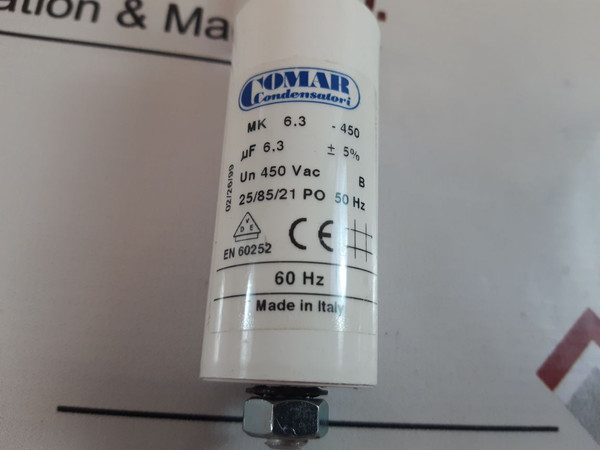 ation & Ma
COMAR
Condensatori
MK 6.3 - 450
µF 6.3 ± 5%
Un 450 Vac B
25/85/21 PO 50 Hz
02/26/99
VDE
CE
EN 60252
60 Hz
Made in Italy